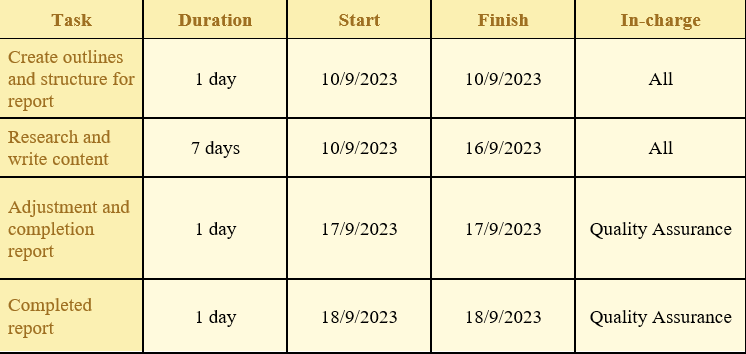 Task Duration Start Finish In-charge
Create outlines
and structure for
report
1 day 10/9/2023 10/9/2023 All
Research and
write content
7 days 10/9/2023 16/9/2023 All
Adjustment and
completion
report
1 day 17/9/2023 17/9/2023 Quality Assurance
Completed
report
1 day 18/9/2023 18/9/2023 Quality Assurance